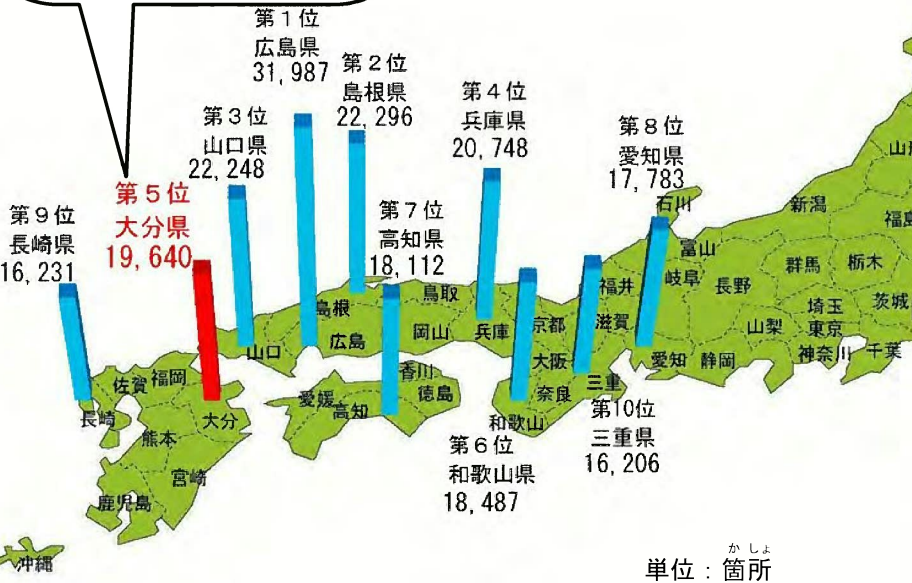 第1位
広島県
31,987
第2位
島根県
22,296
第3位
山口県
22,248
第4位
兵庫県
20,748
第8位
愛知県
17,783
第5位
大分県
19,640
第7位
高知県
18,112
第9位
長崎県
16,231
第6位
和歌山県
18,487
第10位
三重県
16,206
石川
新潟
富山
福島
群馬
栃木
岐阜
長野
福井
鳥取
島根
埼玉
茨城
岡山
兵庫
京都
滋賀
山梨
東京
広島
山口
大阪
愛知
静岡
神奈川
千葉
香川
徳島
奈良
三重
佐賀
福岡
愛媛
高知
和歌山
長崎
大分
熊本
宮崎
鹿児島
沖縄
かしょ
単位：箇所